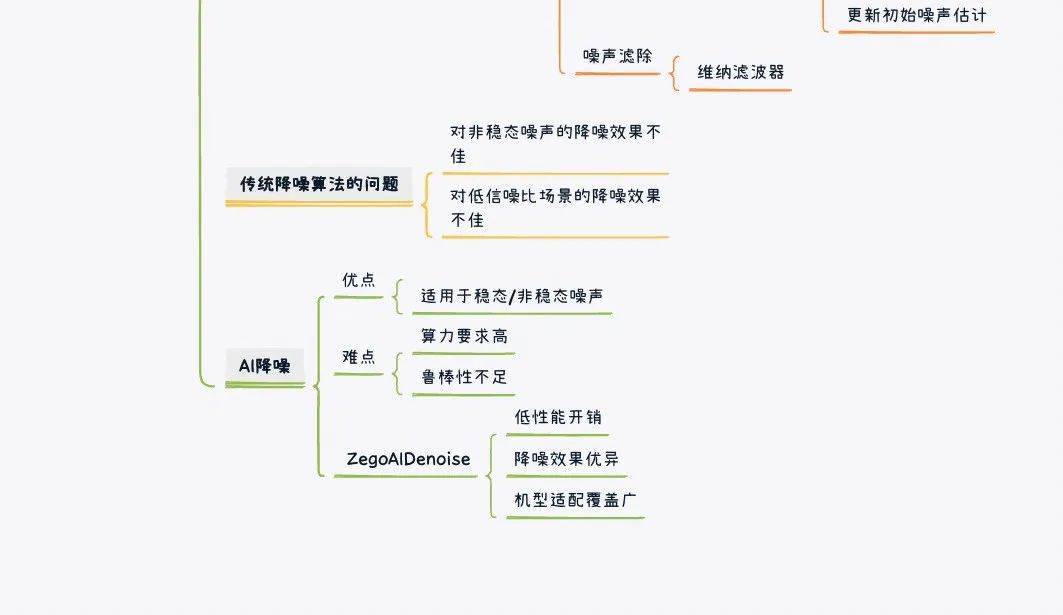 更新初始噪声估计
噪声滤除
维纳滤波器
传统降噪算法的问题
对非稳态噪声的降噪效果不
佳
对低信噪比场景的降噪效果
不佳
AI降噪
优点
适用于稳态/非稳态噪声
难点
算力要求高
鲁棒性不足
ZegoAIDenoise
低性能开销
降噪效果优异
机型适配覆盖广